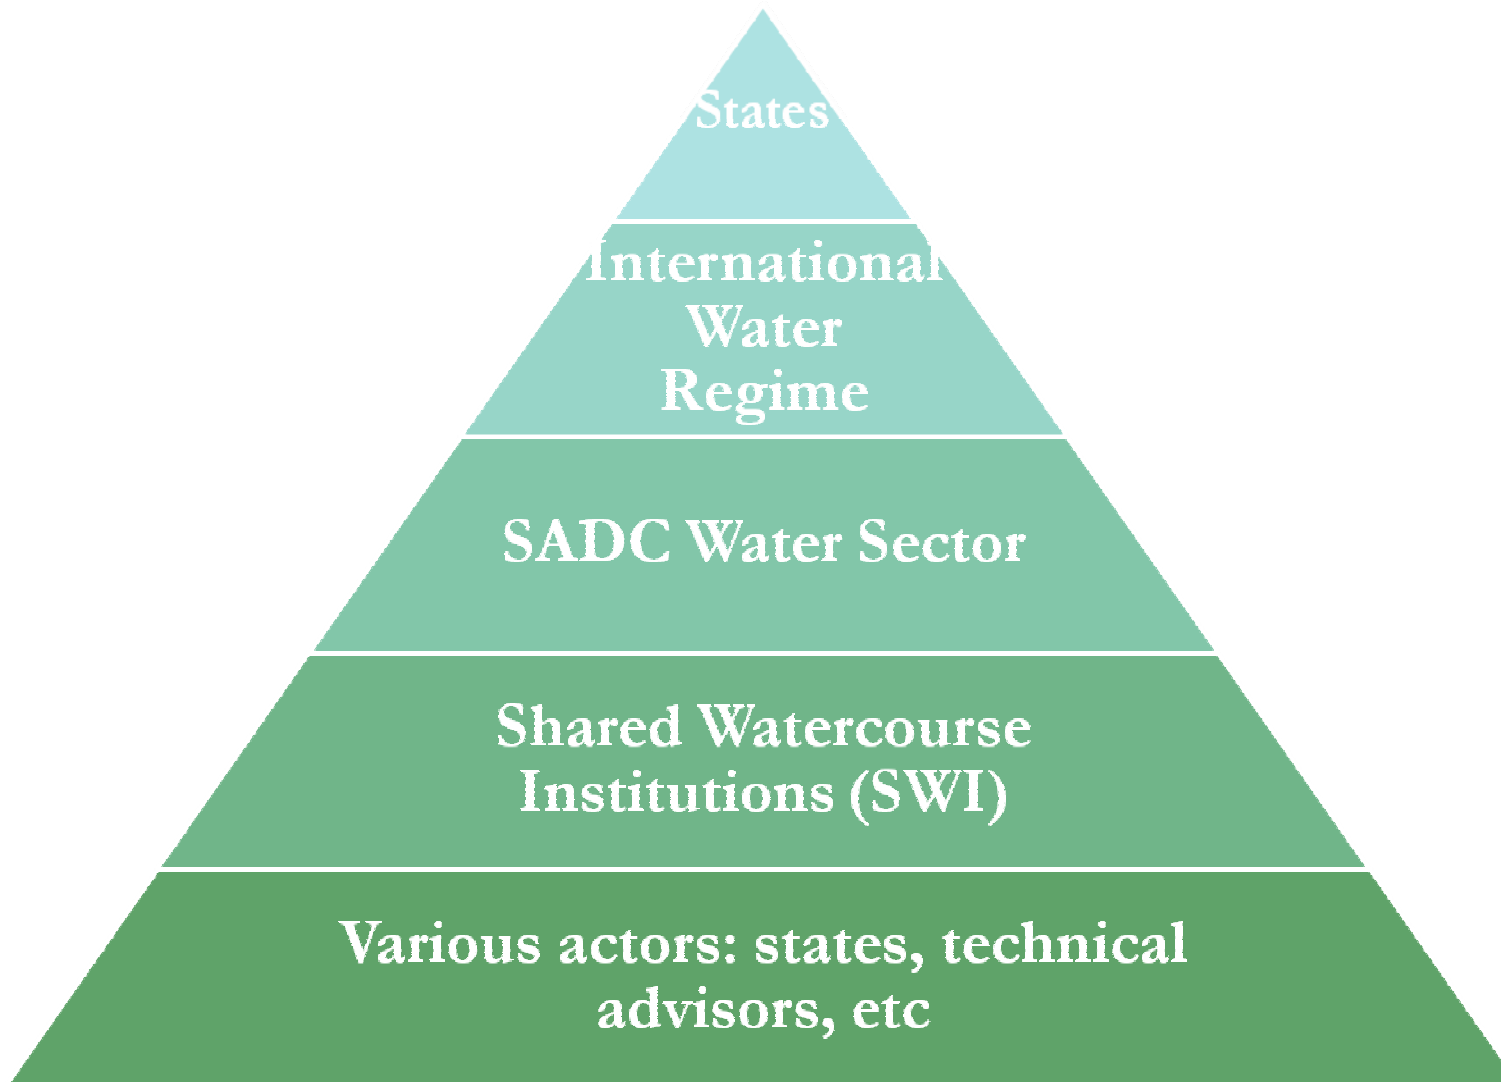 States
International
Water
Regime
SADC Water Sector
Shared Watercourse
Institutions (SWI)
Various actors: states, technical
advisors, etc